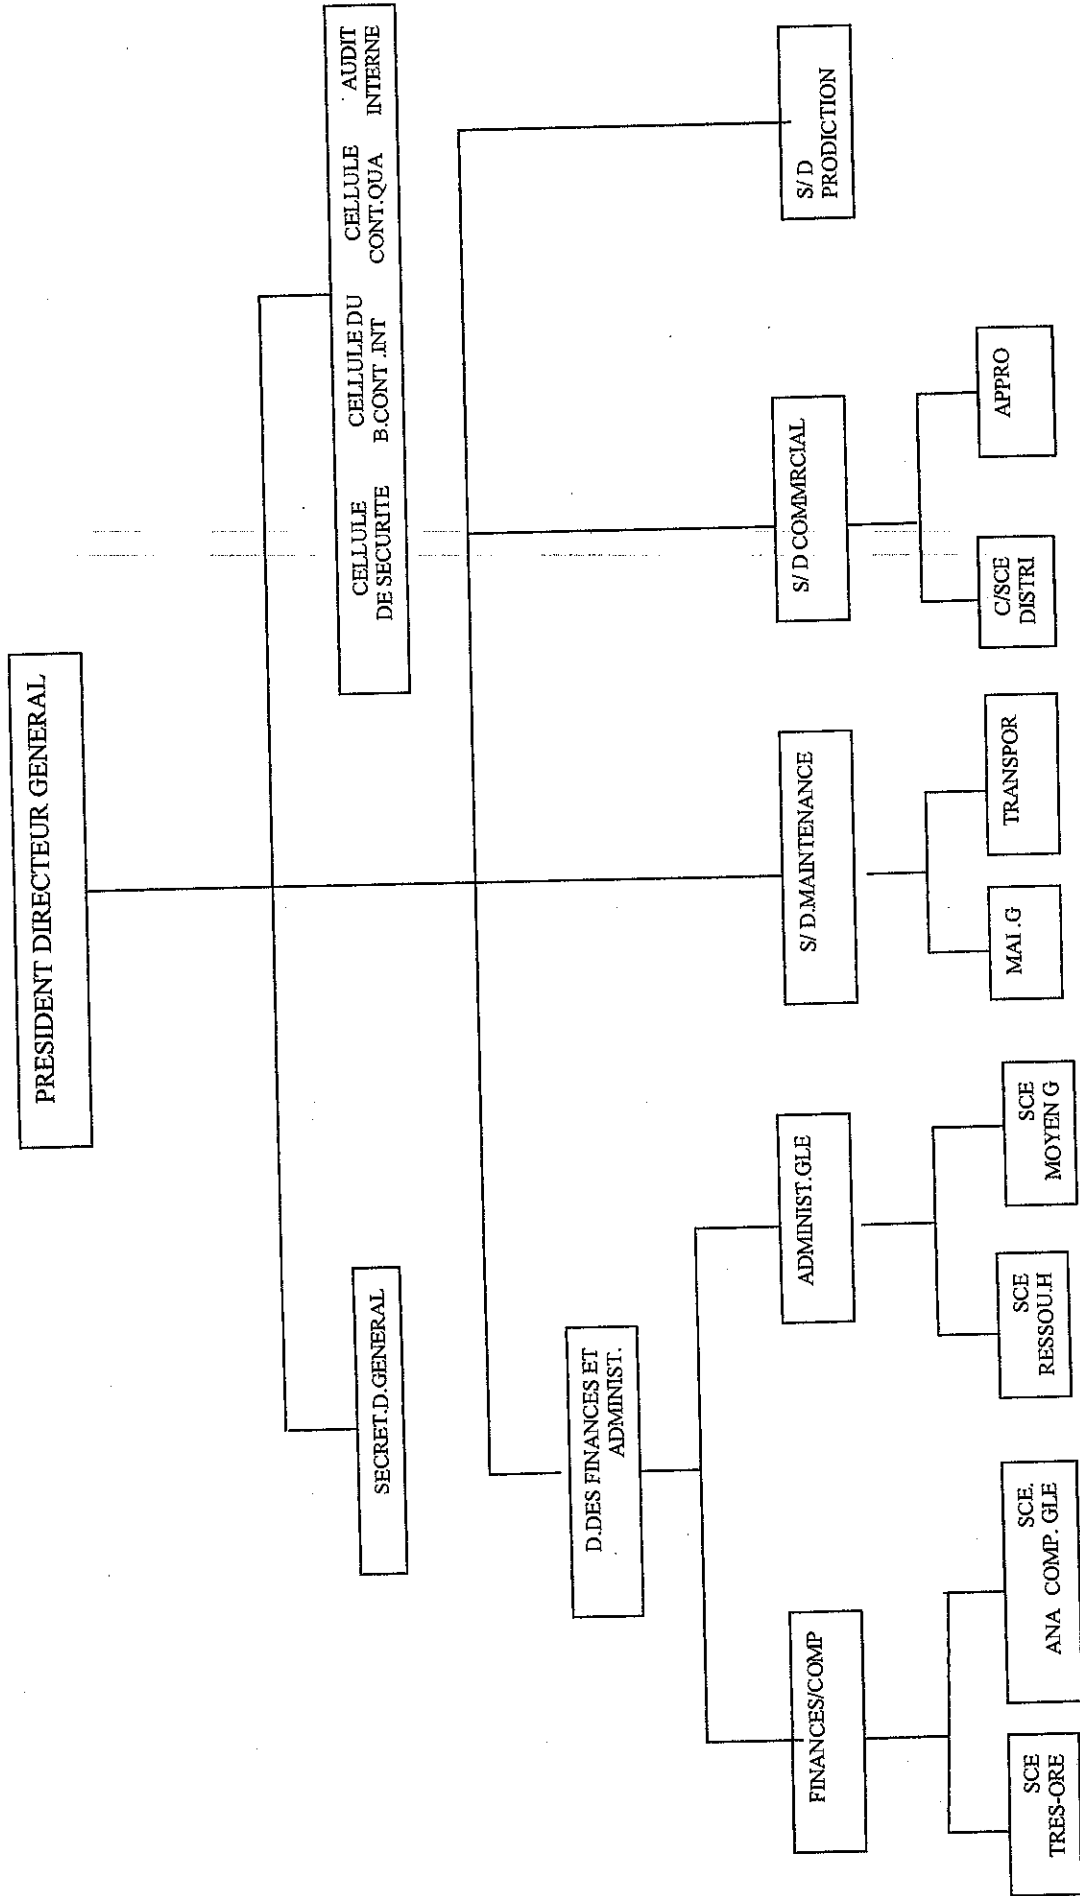 PRESIDENT DIRECTEUR GENERAL
SECRET.D.GENERAL
CELLULE
DE SECURITE
CELLULE DU
B.CONT .INT
CELLULE
CONT.QUA
AUDIT
INTERNE
D.DES FINANCES ET
ADMINIST.
FINANCES/COMP
ADMINIST.GLE
S/ D.MAINTENANCE
S/ D COMMRCIAL
S/ D
PRODICTION
SCE
TRES-ORE
SCE.
ANA COMP. GLE
SCE
RESSOU.H
SCE
MOYEN G
MAI .G
TRANSPOR
C/SCE
DISTRI
APPRO